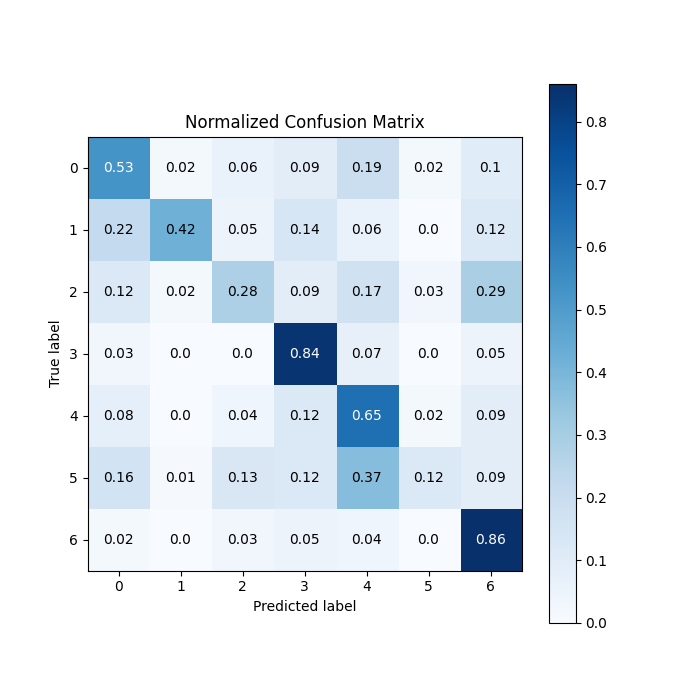 Normalized Confusion Matrix
True label
0 0.53 0.02 0.06 0.09 0.19 0.02 0.1
1 0.22 0.42 0.05 0.14 0.06 0.0 0.12
2 0.12 0.02 0.28 0.09 0.17 0.03 0.29
3 0.03 0.0 0.0 0.84 0.07 0.0 0.05
4 0.08 0.0 0.04 0.12 0.65 0.02 0.09
5 0.16 0.01 0.13 0.12 0.37 0.12 0.09
6 0.02 0.0 0.03 0.05 0.04 0.0 0.86
0 1 2 3 4 5 6
Predicted label
0.8
0.7
0.6
0.5
0.4
0.3
0.2
0.1
0.0